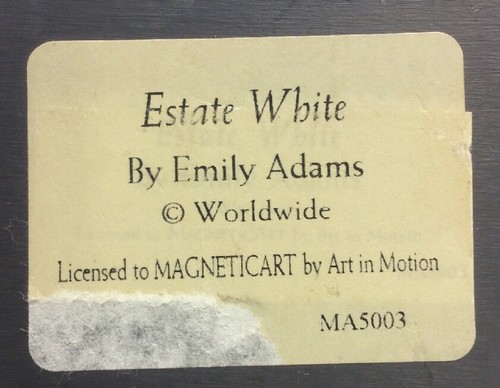 Estate White
By Emily Adams
© Worldwide
Licensed to MAGNETICART by Art in Motion
MA5003